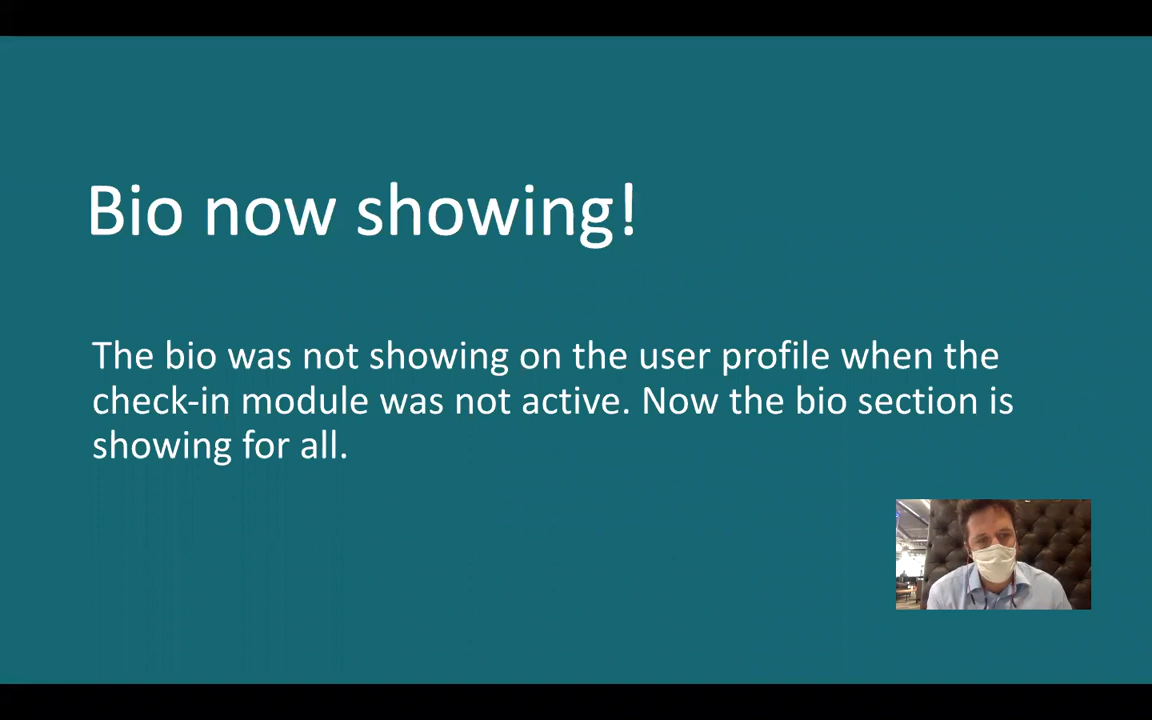 Bio now showing!
The bio was not showing on the user profile when the
check-in module was not active. Now the bio section is
showing for all.